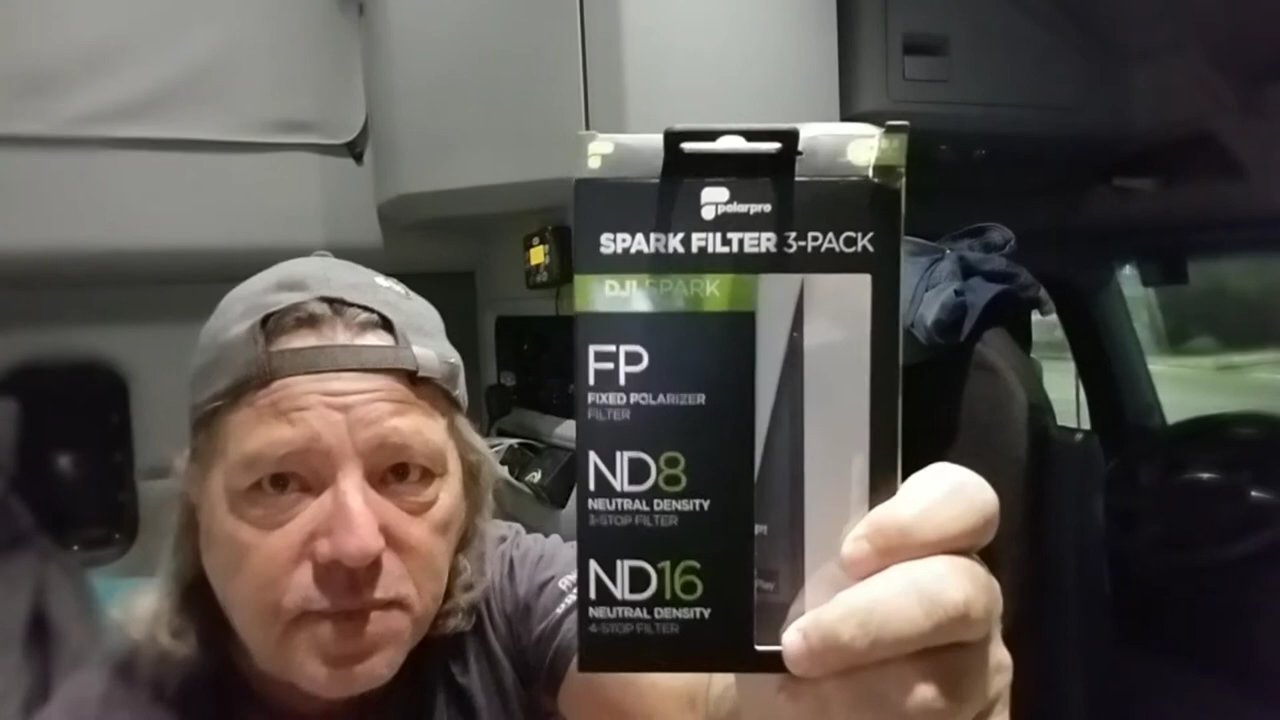 polarpro
SPARK FILTER 3-PACK
DJI SPARK
FP
FIXED POLARIZER
FILTER
ND8
NEUTRAL DENSITY
3-STOP FILTER
ND16
NEUTRAL DENSITY
4-STOP FILTER
Play